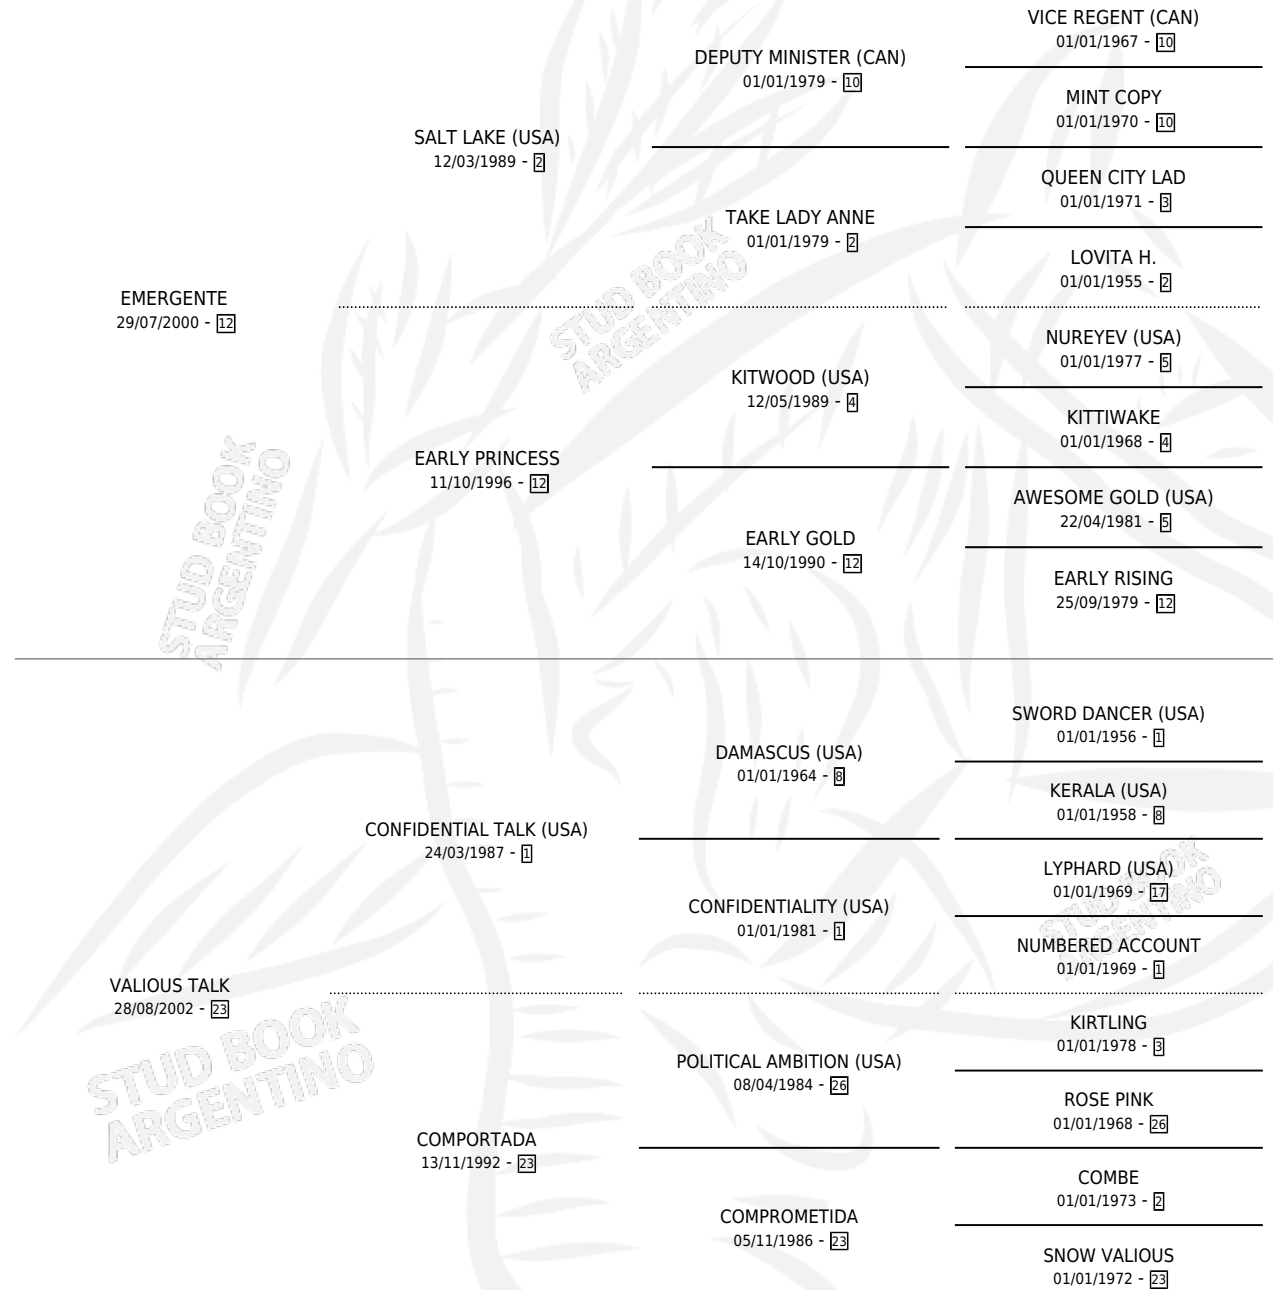 VICE REGENT (CAN)
01/01/1967 - 10
DEPUTY MINISTER (CAN)
01/01/1979 - 10
MINT COPY
01/01/1970 - 10
SALT LAKE (USA)
12/03/1989 - 2
QUEEN CITY LAD
01/01/1971 - 3
TAKE LADY ANNE
01/01/1979 - 2
LOVITA H.
01/01/1955 - 2
EMERGENTE
29/07/2000 - 12
STUD BOOK
ARGENTINO
NUREYEV (USA)
01/01/1977 - 5
KITWOOD (USA)
12/05/1989 - 4
KITTIWAKE
01/01/1968 - 4
EARLY PRINCESS
11/10/1996 - 12
AWESOME GOLD (USA)
22/04/1981 - 5
EARLY GOLD
14/10/1990 - 12
EARLY RISING
25/09/1979 - 12
STUD BOOK
ARGENTINO
SWORD DANCER (USA)
01/01/1956 - 1
DAMASCUS (USA)
01/01/1964 - 8
KERALA (USA)
01/01/1958 - 8
CONFIDENTIAL TALK (USA)
24/03/1987 - 1
LYPHARD (USA)
01/01/1969 - 17
CONFIDENTIALITY (USA)
01/01/1981 - 1
STUD BOOK
ARGENTINO
NUMBERED ACCOUNT
01/01/1969 - 1
VALIOUS TALK
28/08/2002 - 23
STUD BOOK
ARGENTINO
KIRTLING
01/01/1978 - 3
POLITICAL AMBITION (USA)
08/04/1984 - 26
ROSE PINK
01/01/1968 - 26
COMPORTADA
13/11/1992 - 23
COMBE
01/01/1973 - 2
COMPROMETIDA
05/11/1986 - 23
SNOW VALIOUS
01/01/1972 - 23